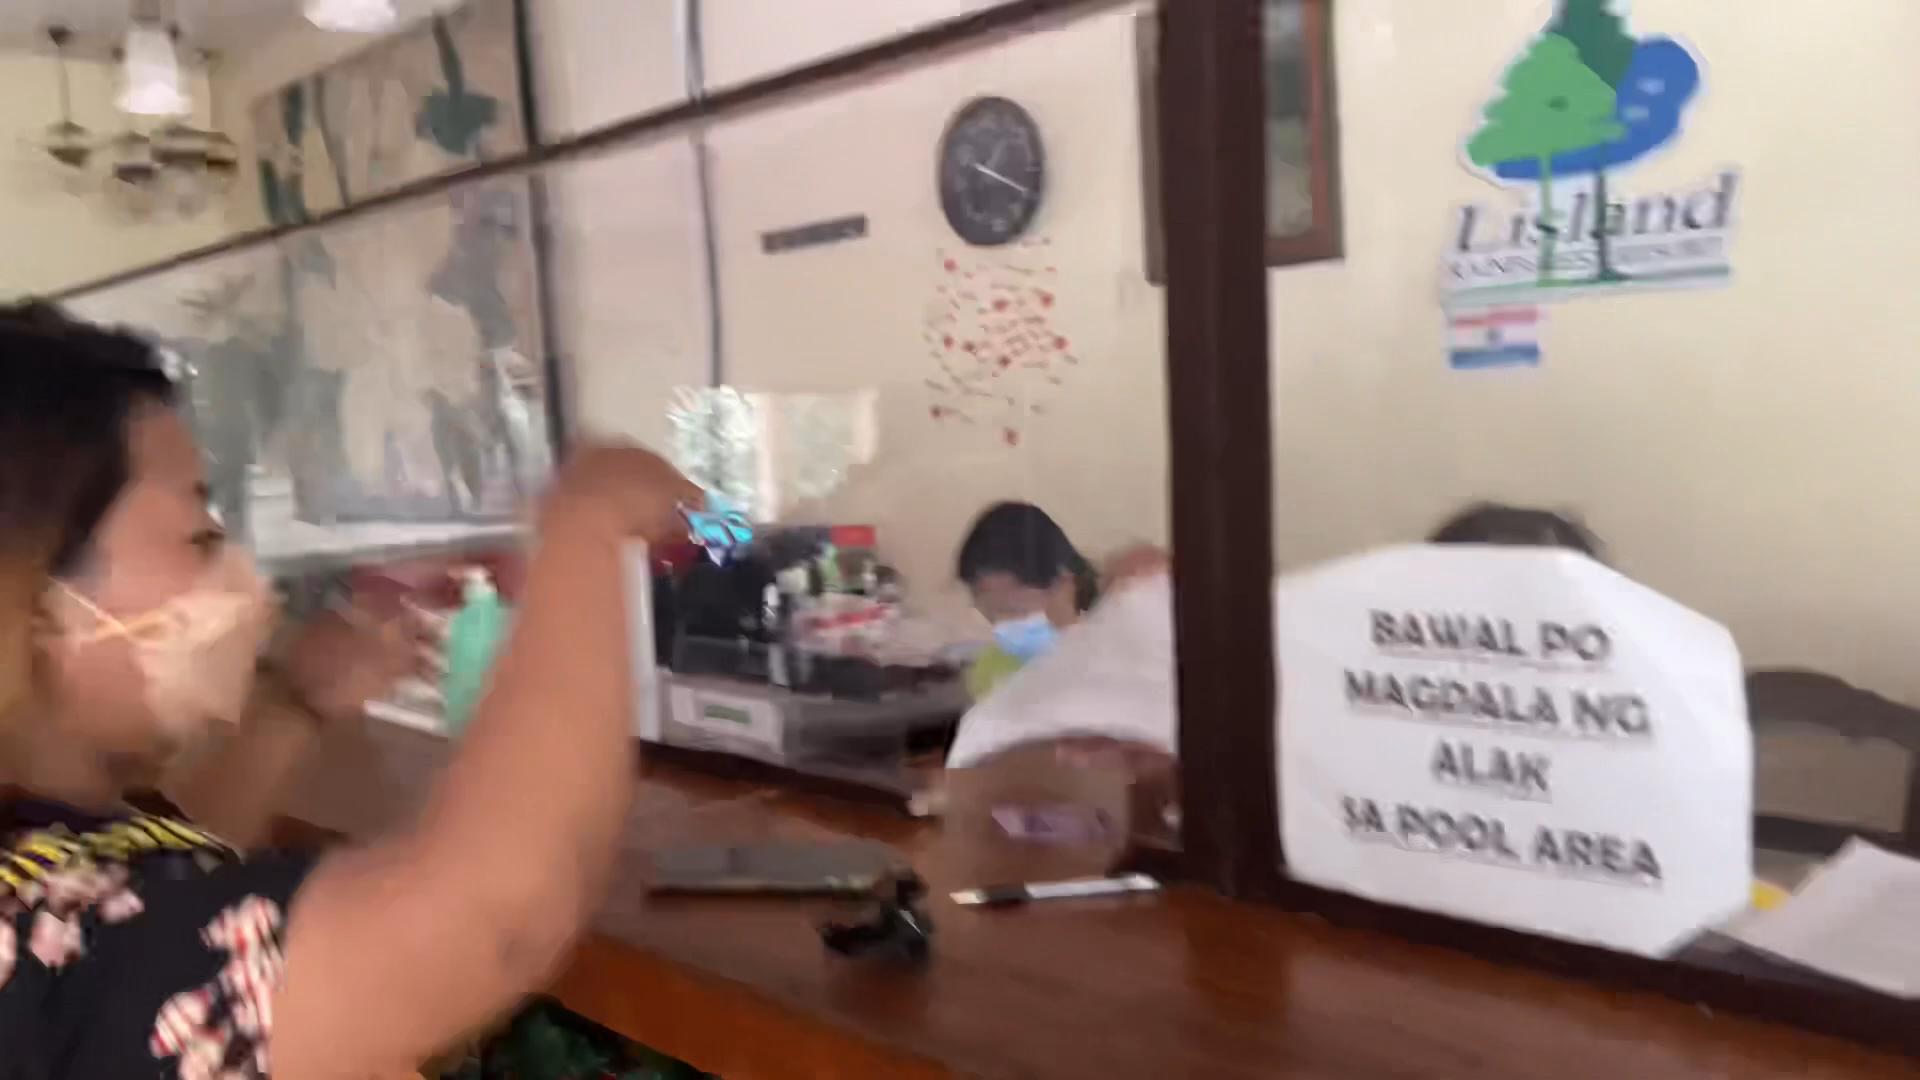 Lisland
BAWAL PO
MAGDALA NG
ALAK
SA POOL AREA